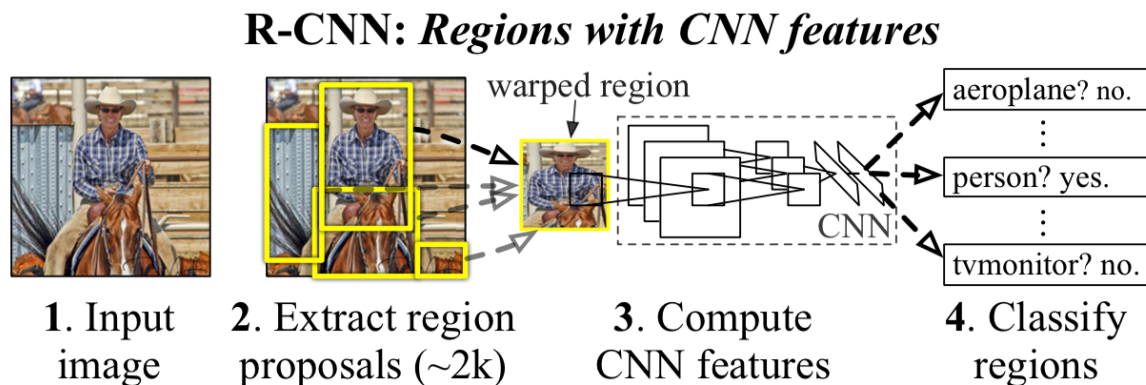 R-CNN: Regions with CNN features
warped region
aeroplane? no.
⋮
person? yes.
⋮
tvmonitor? no.
CNN
1. Input
image
2. Extract region
proposals (~2k)
3. Compute
CNN features
4. Classify
regions